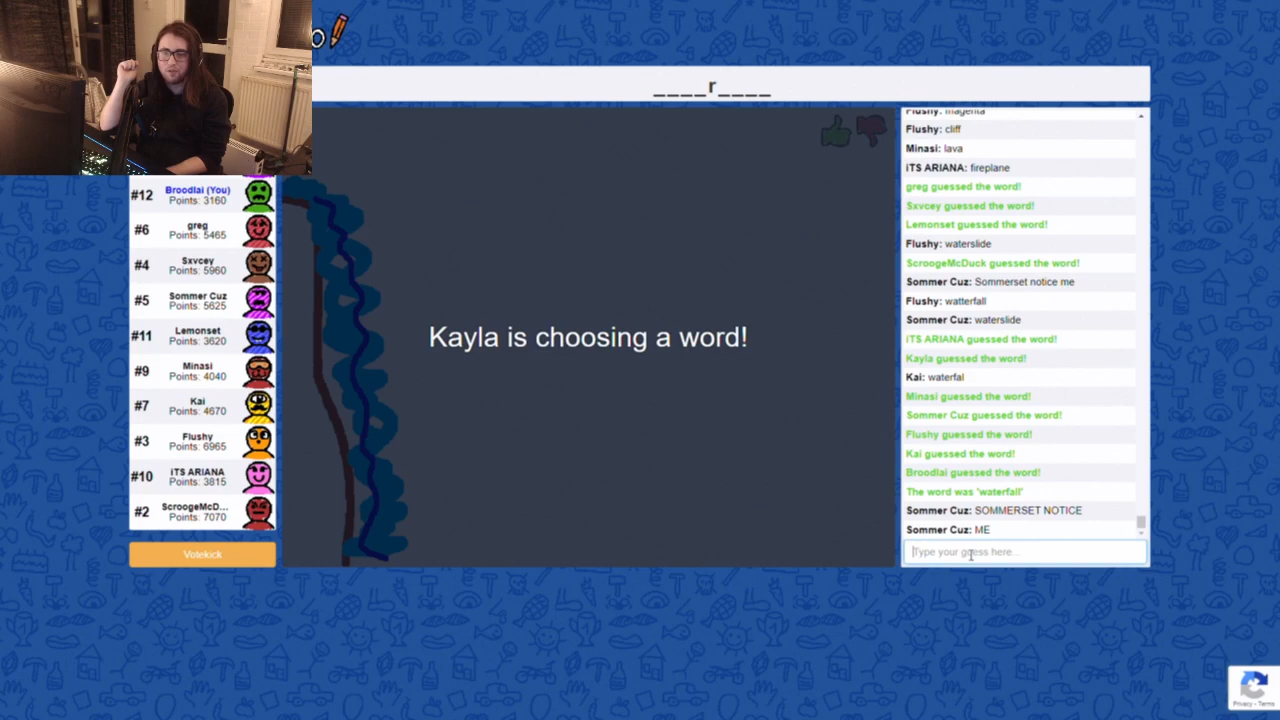 ____r____
Flushy: magenta
Flushy: cliff
Minasi: lava
iTS ARIANA: fireplane
greg guessed the word!
Sxvcey guessed the word!
Lemonset guessed the word!
Flushy: waterslide
ScroogeMcDuck guessed the word!
Sommer Cuz: Sommerset notice me
Flushy: watterfall
Sommer Cuz: waterslide
iTS ARIANA guessed the word!
Kayla guessed the word!
Kai: waterfal
Minasi guessed the word!
Sommer Cuz guessed the word!
Flushy guessed the word!
Kai guessed the word!
Broodlai guessed the word!
The word was 'waterfall'
Sommer Cuz: SOMMERSET NOTICE
Sommer Cuz: ME
Type your guess here...
Kayla is choosing a word!
#12 Broodlai (You)
Points: 3160
#6 greg
Points: 5465
#4 Sxvcey
Points: 5960
#5 Sommer Cuz
Points: 5625
#11 Lemonset
Points: 3620
#9 Minasi
Points: 4040
#7 Kai
Points: 4670
#3 Flushy
Points: 6965
#10 iTS ARIANA
Points: 3815
#2 ScroogeMcD...
Points: 7070
Votekick
Privacy - Terms